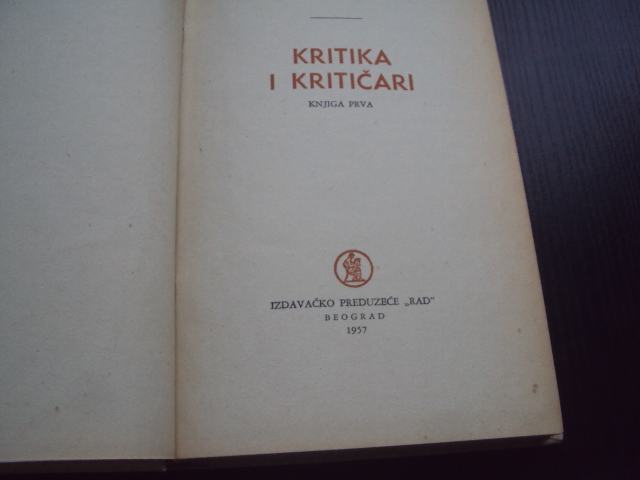 KRITIKA
I KRITIČARI
KNJIGA PRVA
IZDAVAČKO PREDUZEĆE „RAD”
BEOGRAD
1957